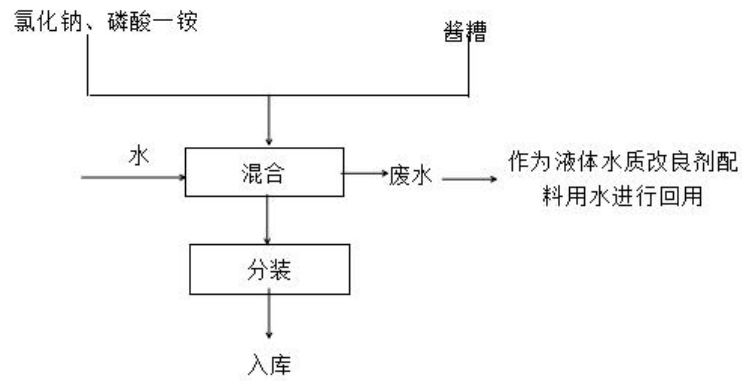 氯化钠、磷酸一铵
酱糟
水
混合
废水
作为液体水质改良剂配
料用水进行回用
分装
入库